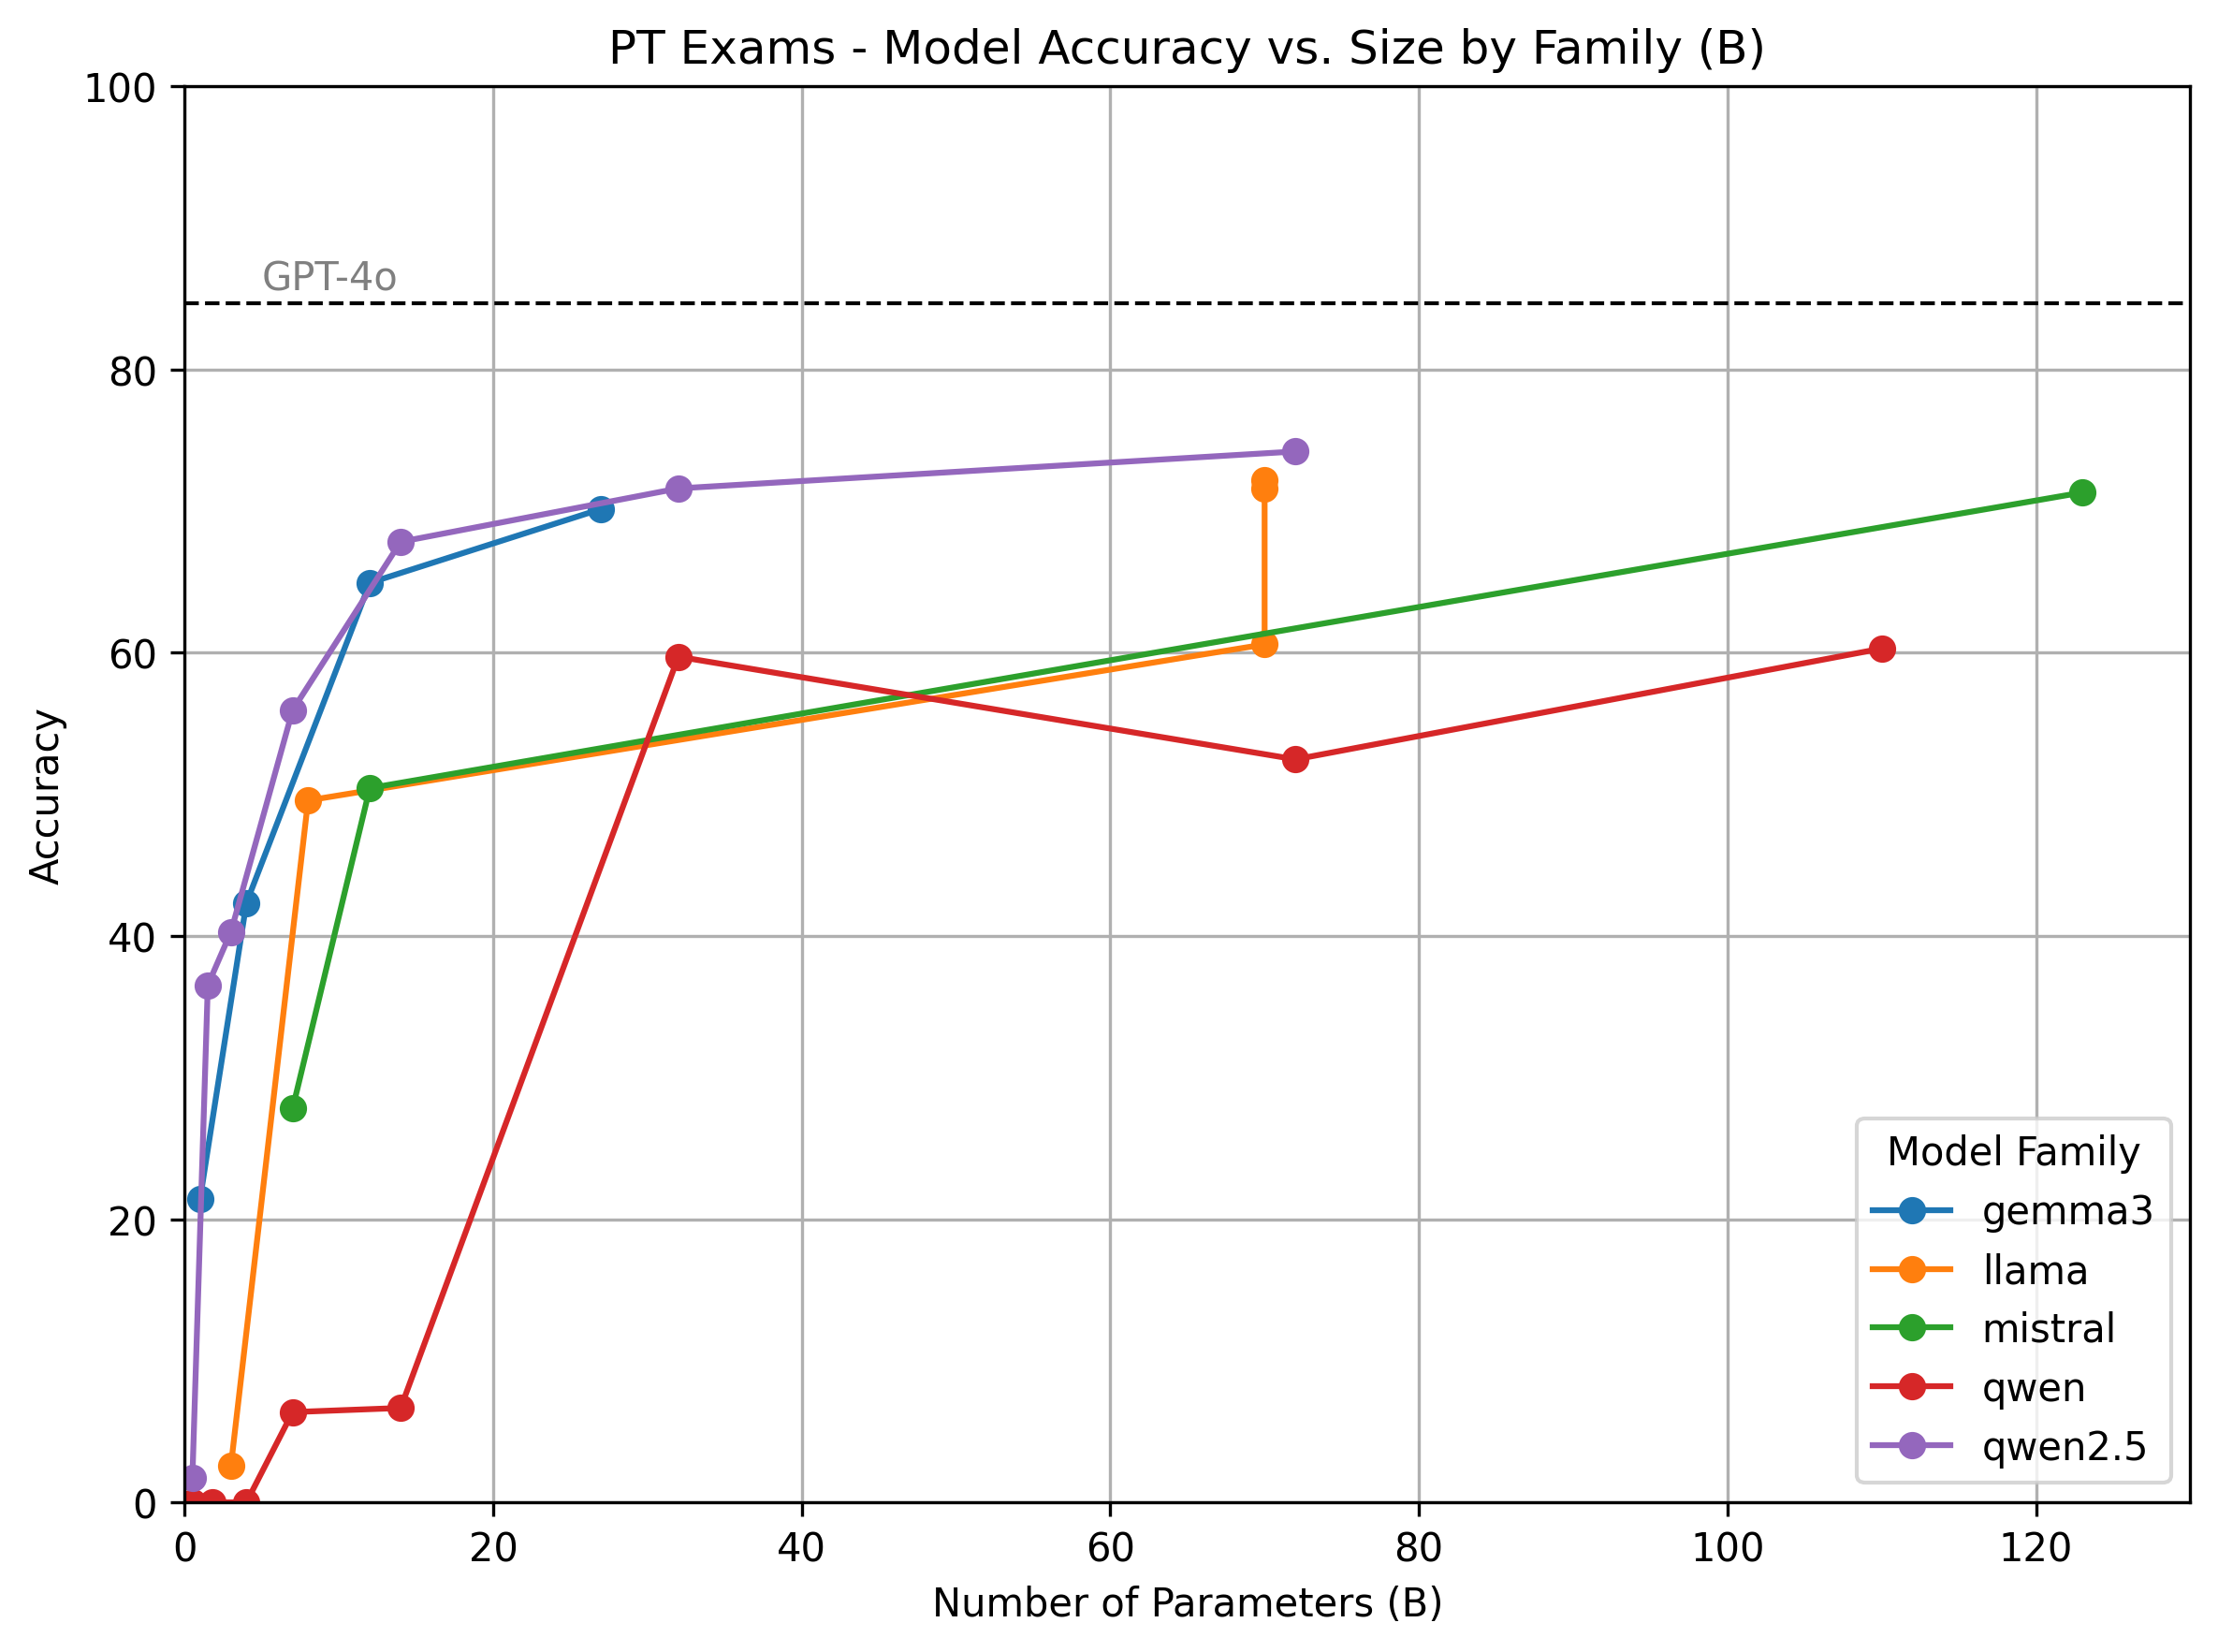 PT Exams - Model Accuracy vs. Size by Family (B)
100
80
60
40
20
0
Accuracy
GPT-4o
Model Family
gemma3
llama
mistral
qwen
qwen2.5
0 20 40 60 80 100 120
Number of Parameters (B)